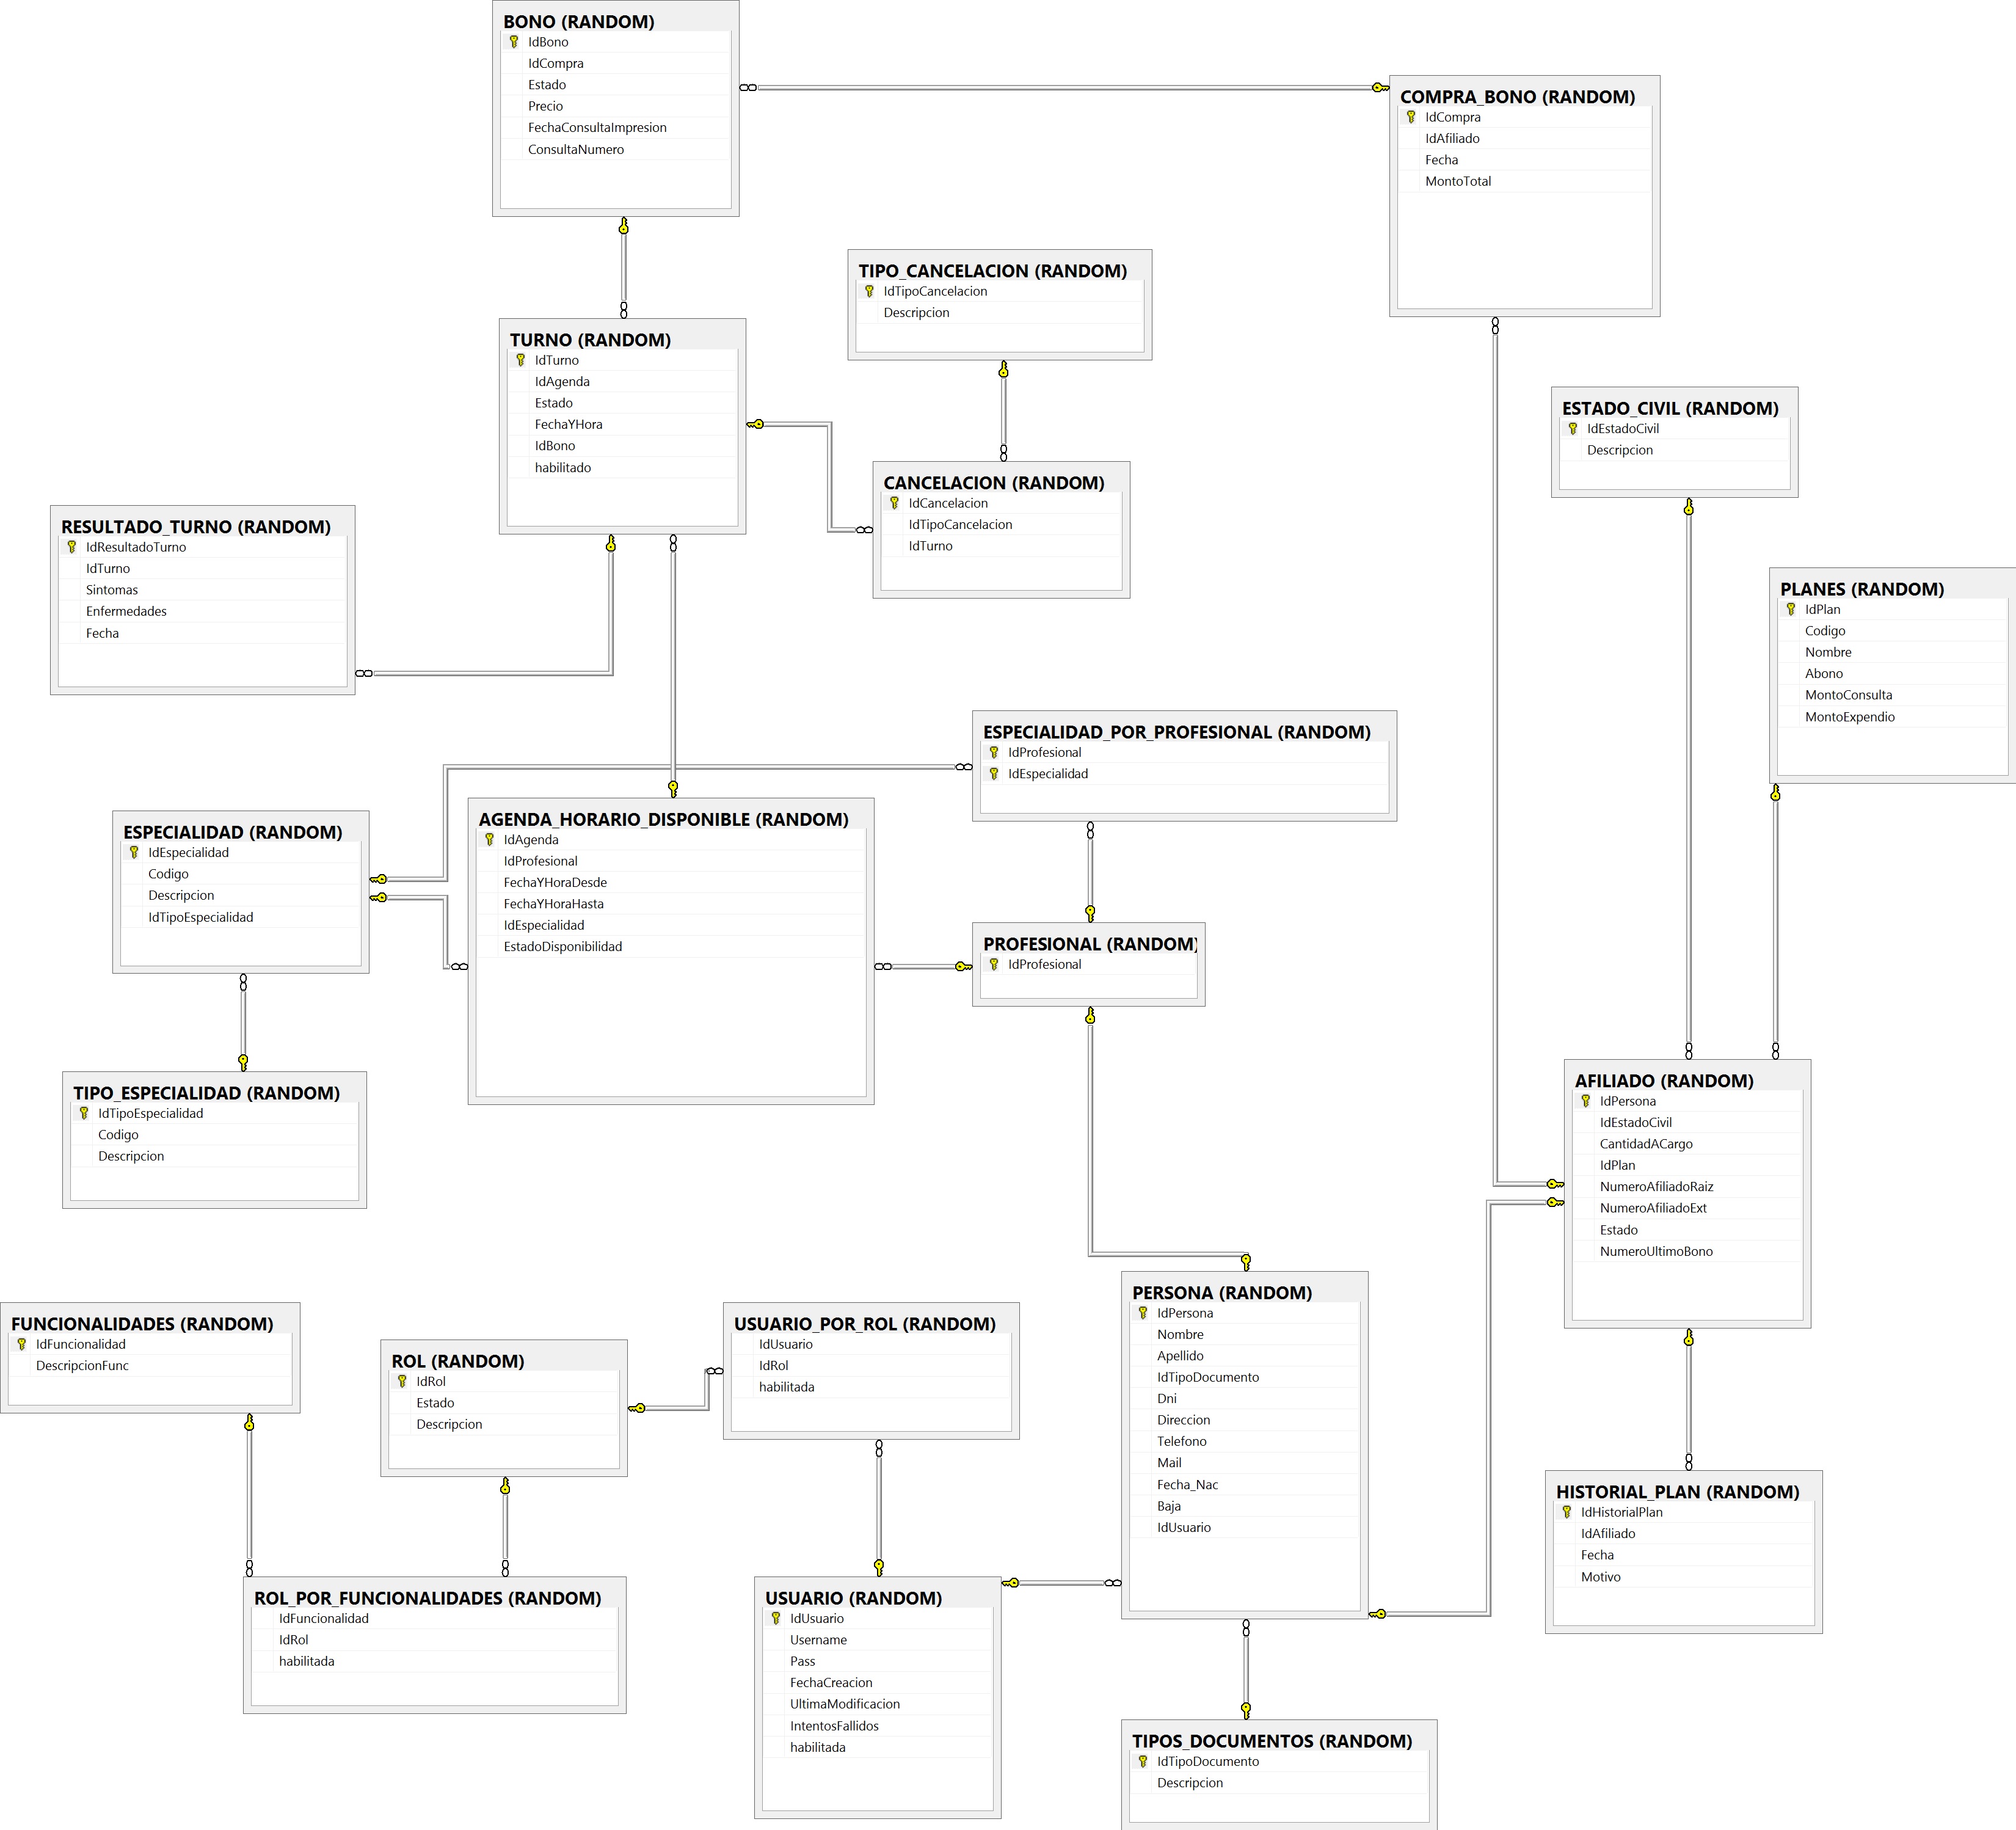 BONO (RANDOM)
IdBono
IdCompra
Estado
Precio
FechaConsultaImpresion
ConsultaNumero
COMPRA_BONO (RANDOM)
IdCompra
IdAfiliado
Fecha
MontoTotal
TIPO_CANCELACION (RANDOM)
IdTipoCancelacion
Descripcion
TURNO (RANDOM)
IdTurno
IdAgenda
Estado
FechaYHora
IdBono
habilitado
ESTADO_CIVIL (RANDOM)
IdEstadoCivil
Descripcion
CANCELACION (RANDOM)
IdCancelacion
IdTipoCancelacion
IdTurno
RESULTADO_TURNO (RANDOM)
IdResultadoTurno
IdTurno
Sintomas
Enfermedades
Fecha
PLANES (RANDOM)
IdPlan
Codigo
Nombre
Abono
MontoConsulta
MontoExpendio
ESPECIALIDAD_POR_PROFESIONAL (RANDOM)
IdProfesional
IdEspecialidad
AGENDA_HORARIO_DISPONIBLE (RANDOM)
IdAgenda
IdProfesional
FechaYHoraDesde
FechaYHoraHasta
IdEspecialidad
EstadoDisponibilidad
ESPECIALIDAD (RANDOM)
IdEspecialidad
Codigo
Descripcion
IdTipoEspecialidad
PROFESIONAL (RANDOM)
IdProfesional
TIPO_ESPECIALIDAD (RANDOM)
IdTipoEspecialidad
Codigo
Descripcion
AFILIADO (RANDOM)
IdPersona
IdEstadoCivil
CantidadACargo
IdPlan
NumeroAfiliadoRaiz
NumeroAfiliadoExt
Estado
NumeroUltimoBono
PERSONA (RANDOM)
IdPersona
Nombre
Apellido
IdTipoDocumento
Dni
Direccion
Telefono
Mail
Fecha_Nac
Baja
IdUsuario
FUNCIONALIDADES (RANDOM)
IdFuncionalidad
DescripcionFunc
ROL (RANDOM)
IdRol
Estado
Descripcion
USUARIO_POR_ROL (RANDOM)
IdUsuario
IdRol
habilitada
HISTORIAL_PLAN (RANDOM)
IdHistorialPlan
IdAfiliado
Fecha
Motivo
ROL_POR_FUNCIONALIDADES (RANDOM)
IdFuncionalidad
IdRol
habilitada
USUARIO (RANDOM)
IdUsuario
Username
Pass
FechaCreacion
UltimaModificacion
IntentosFallidos
habilitada
TIPOS_DOCUMENTOS (RANDOM)
IdTipoDocumento
Descripcion